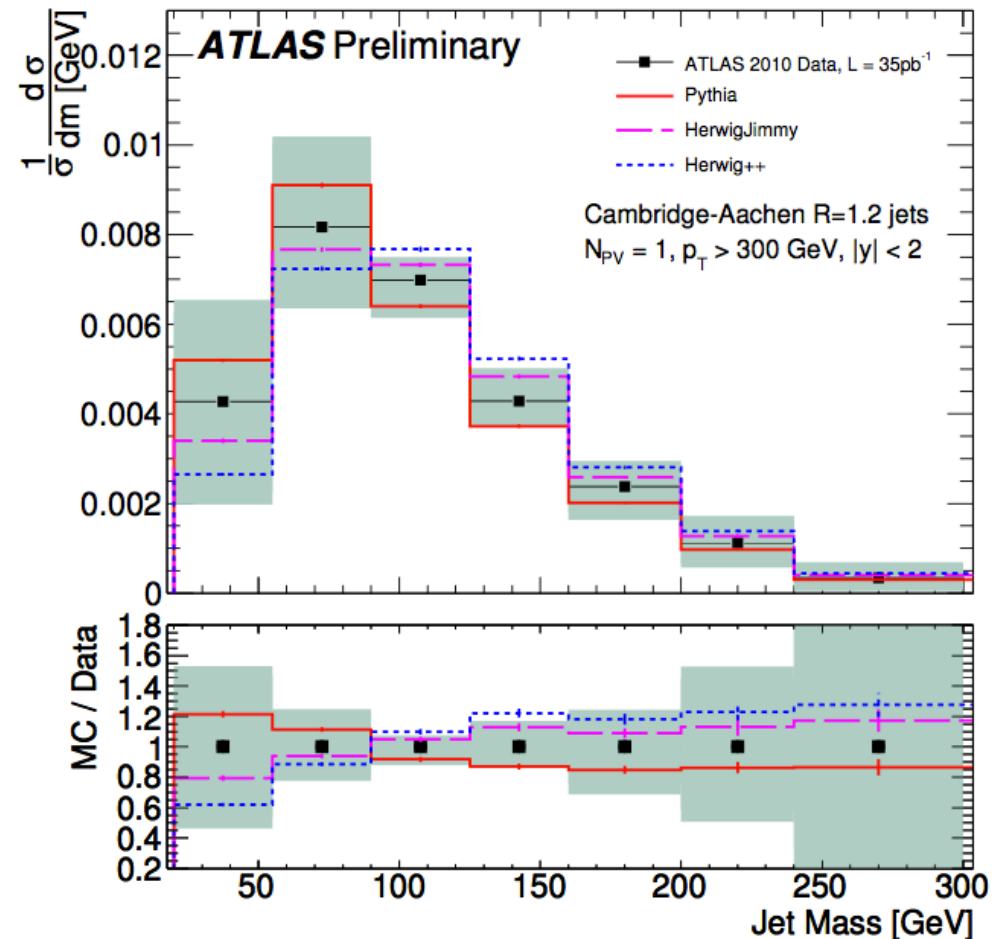 ATLAS Preliminary
1/σ dσ/dm [GeV]
ATLAS 2010 Data, L = 35pb⁻¹
Pythia
HerwigJimmy
Herwig++
Cambridge-Aachen R=1.2 jets
N_PV = 1, p_T > 300 GeV, |y| < 2
0.012
0.01
0.008
0.006
0.004
0.002
0
MC / Data
1.8
1.6
1.4
1.2
1
0.8
0.6
0.4
0.2
50 100 150 200 250 300
Jet Mass [GeV]